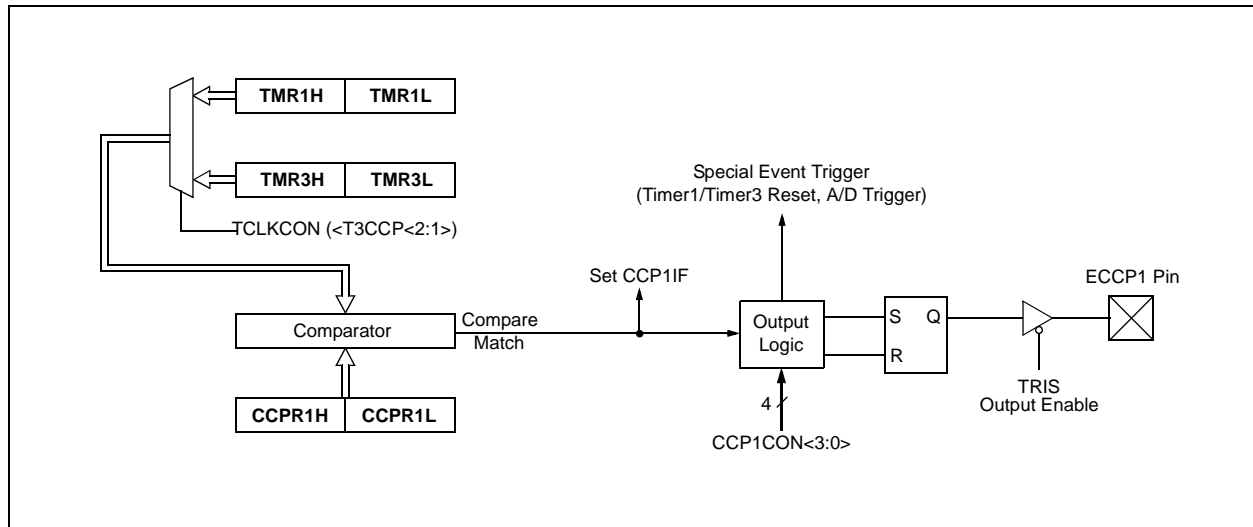 TMR1H TMR1L
TMR3H TMR3L
TCLKCON (<T3CCP<2:1>)
Special Event Trigger
(Timer1/Timer3 Reset, A/D Trigger)
Set CCP1IF
ECCP1 Pin
Comparator
Compare
Match
Output
Logic
S Q
R
TRIS
Output Enable
CCPR1H CCPR1L
4
CCP1CON<3:0>